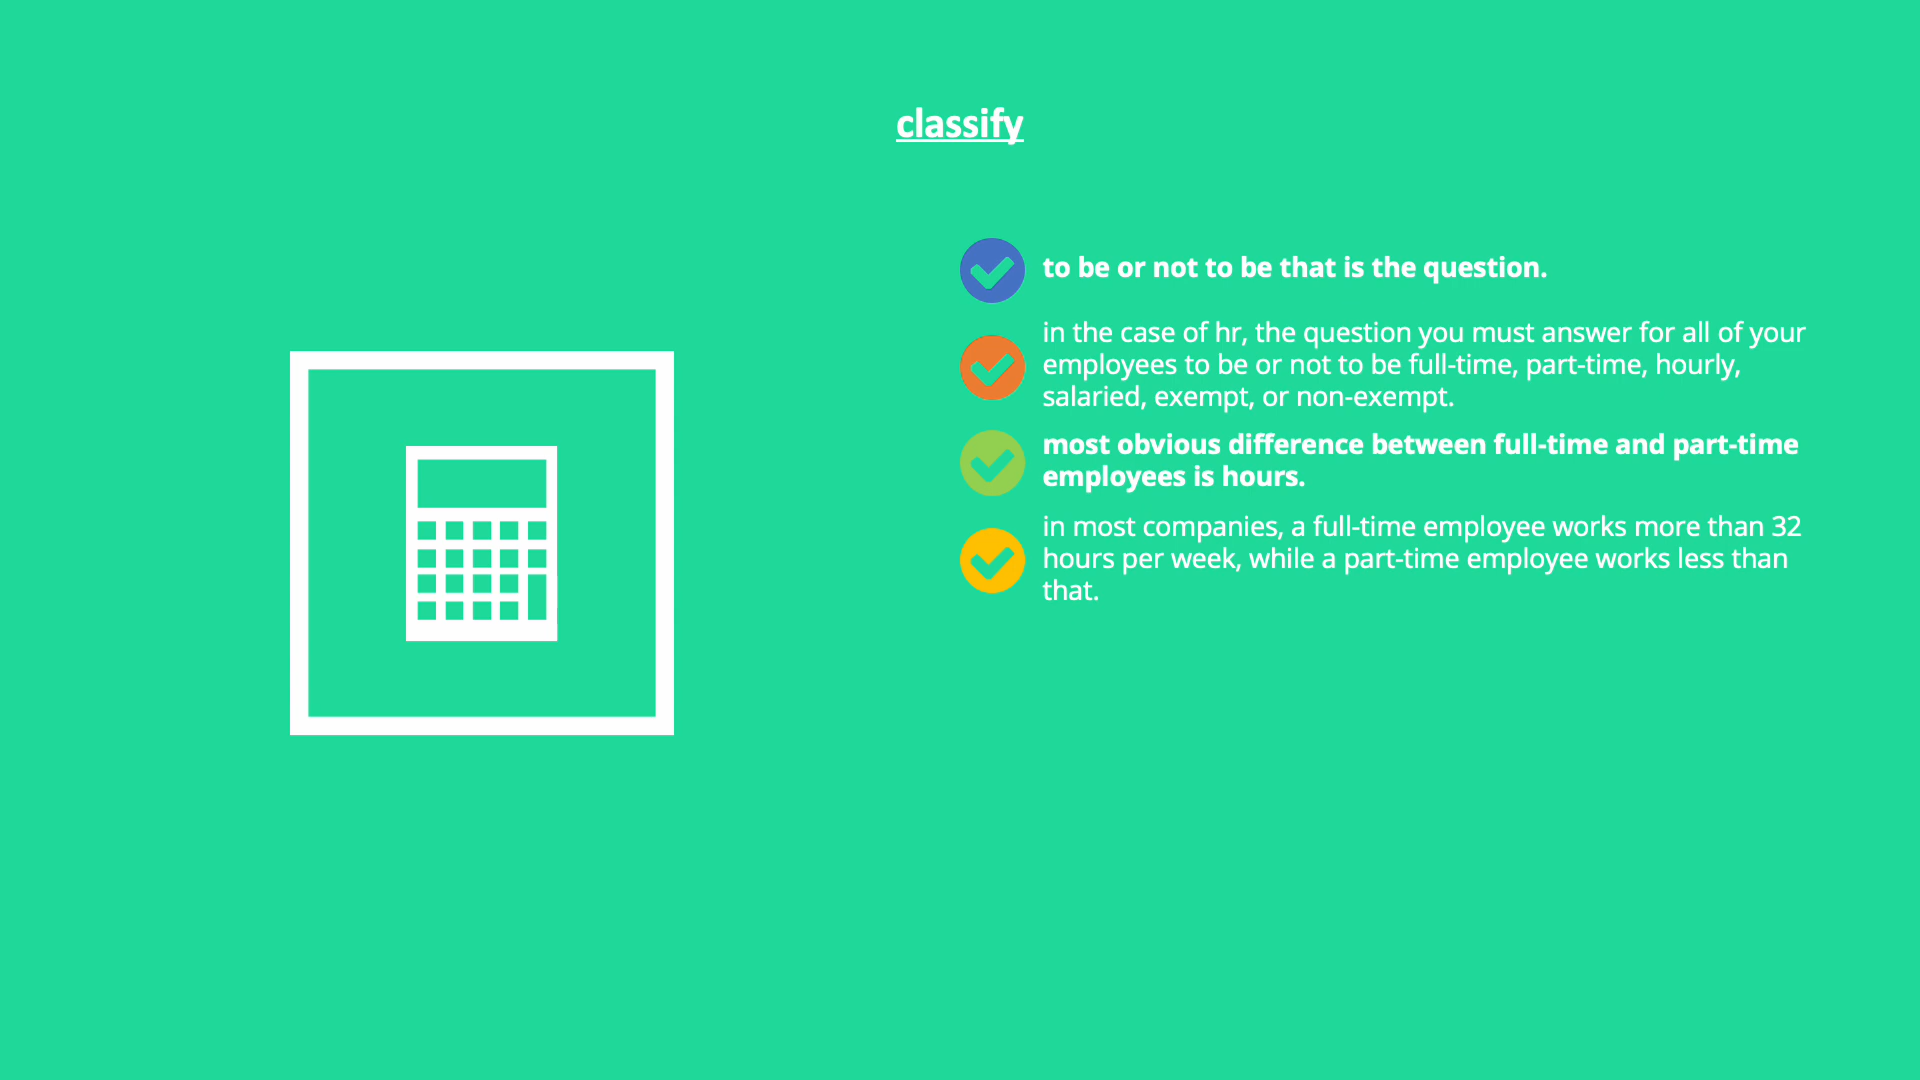 classify
to be or not to be that is the question.
in the case of hr, the question you must answer for all of your
employees to be or not to be full-time, part-time, hourly,
salaried, exempt, or non-exempt.
most obvious difference between full-time and part-time
employees is hours.
in most companies, a full-time employee works more than 32
hours per week, while a part-time employee works less than
that.